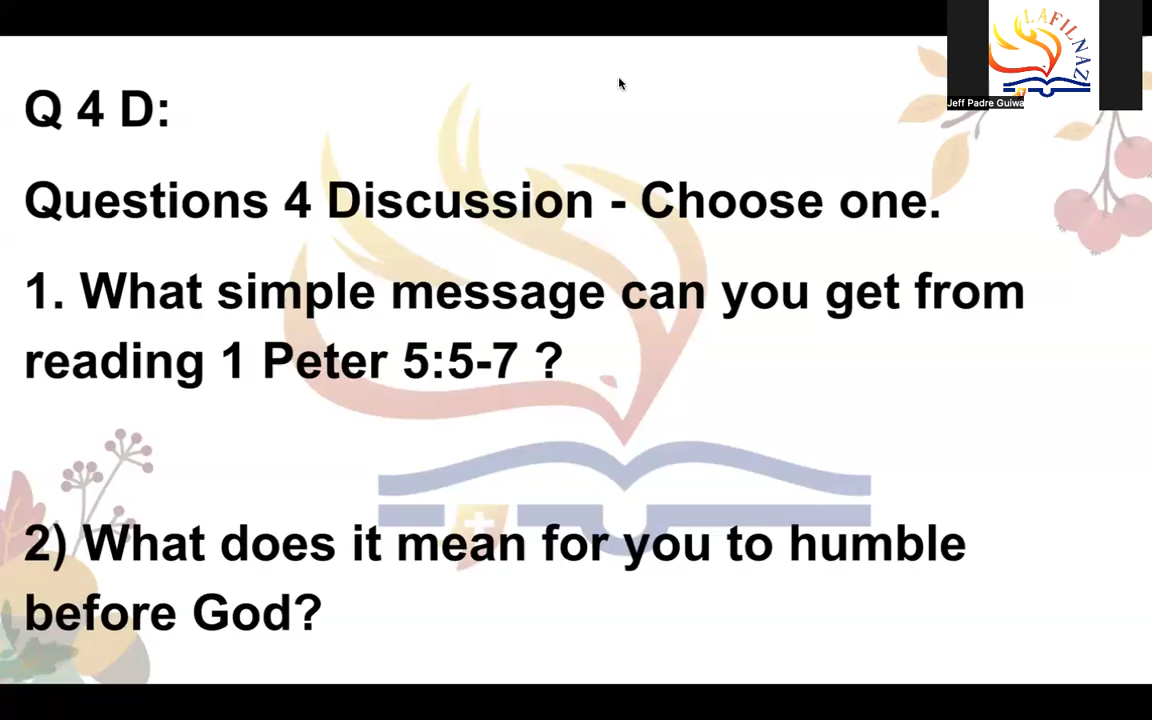 LAFILNAZ
Jeff Padre Guiwa
Q 4 D:
Questions 4 Discussion - Choose one.
1. What simple message can you get from
reading 1 Peter 5:5-7 ?
2) What does it mean for you to humble
before God?